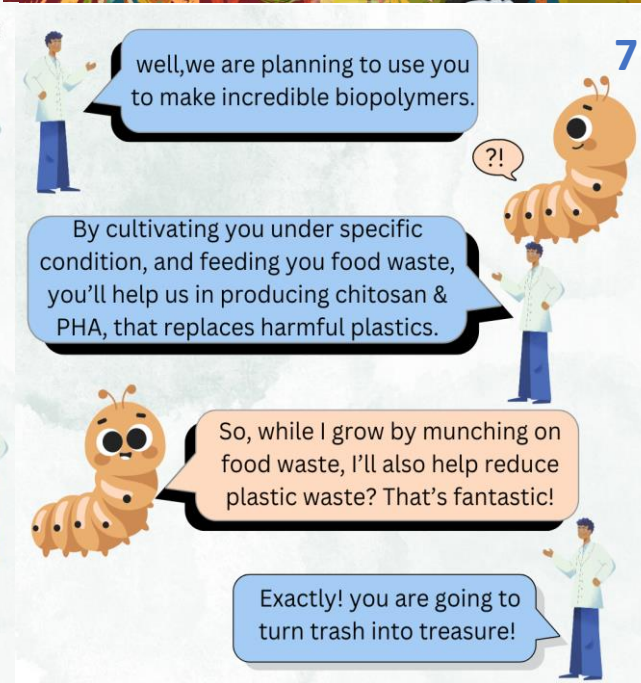 7
well,we are planning to use you
to make incredible biopolymers.
?!
By cultivating you under specific
condition, and feeding you food waste,
you'll help us in producing chitosan &
PHA, that replaces harmful plastics.
So, while I grow by munching on
food waste, I'll also help reduce
plastic waste? That's fantastic!
Exactly! you are going to
turn trash into treasure!